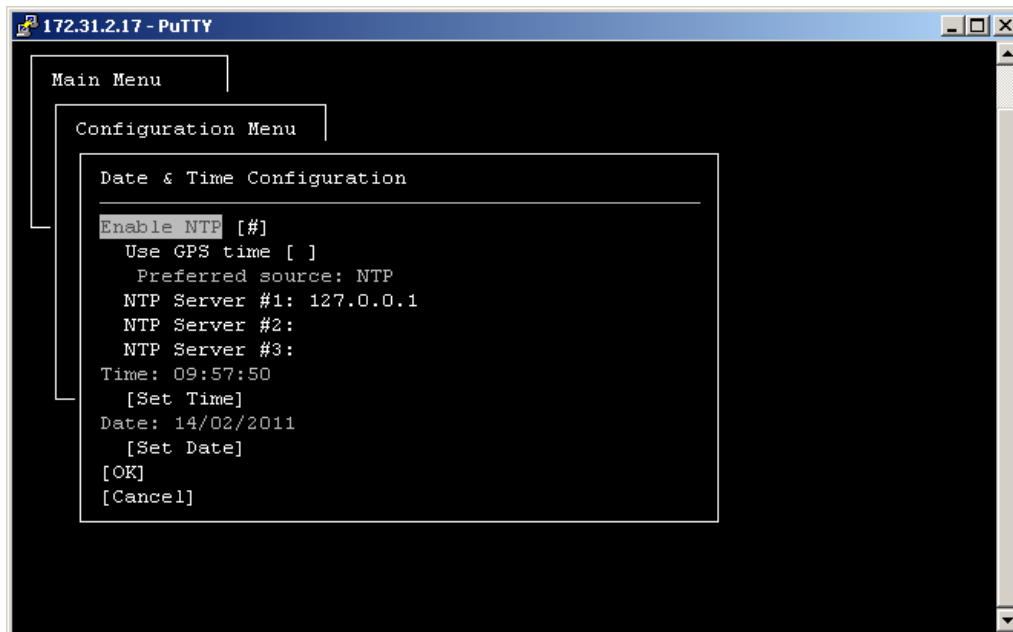 172.31.2.17 - PuTTY
Main Menu
Configuration Menu
Date & Time Configuration
Enable NTP [#]
Use GPS time [ ]
Preferred source: NTP
NTP Server #1: 127.0.0.1
NTP Server #2:
NTP Server #3:
Time: 09:57:50
[Set Time]
Date: 14/02/2011
[Set Date]
[OK]
[Cancel]